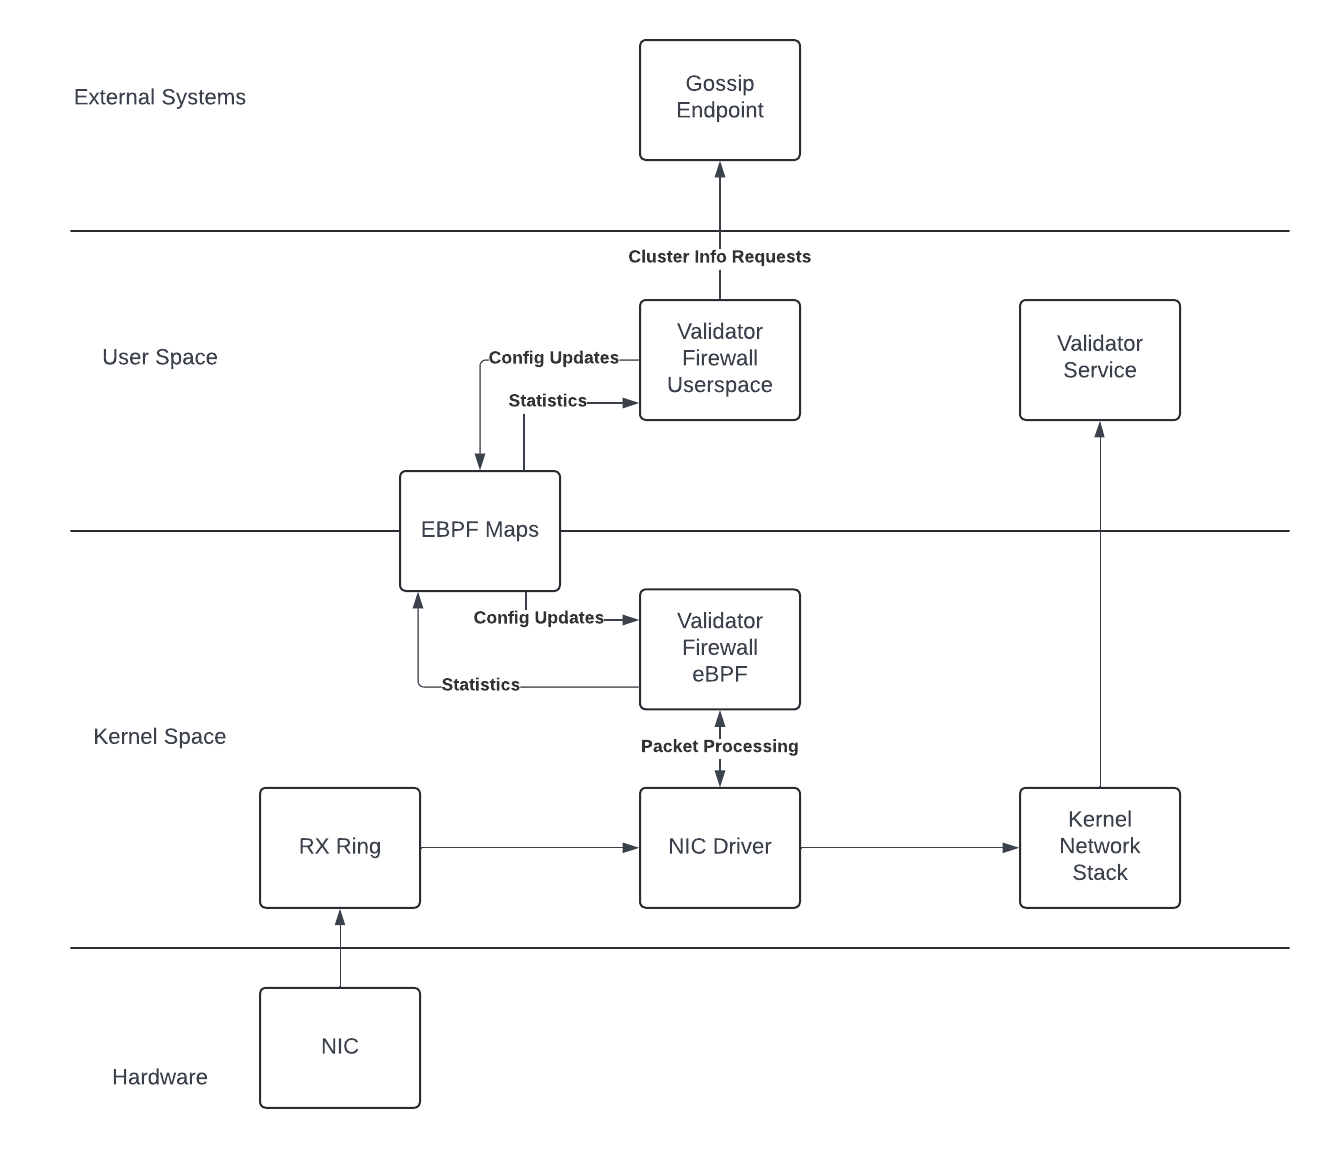 Gossip
Endpoint
External Systems
Cluster Info Requests
Validator
Firewall
Userspace
Validator
Service
User Space
Config Updates
Statistics
EBPF Maps
Config Updates
Statistics
Validator
Firewall
eBPF
Kernel Space
Packet Processing
RX Ring
NIC Driver
Kernel
Network
Stack
NIC
Hardware